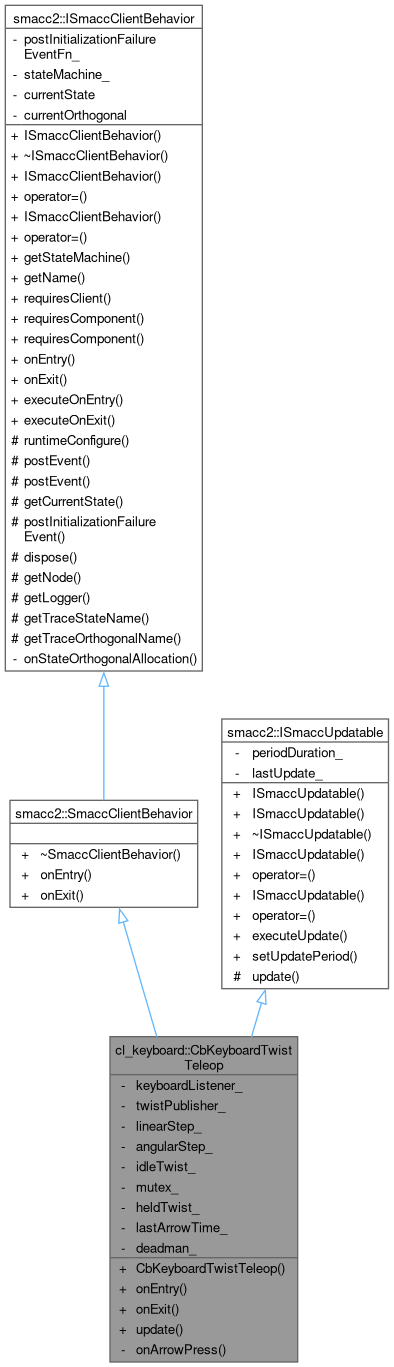 smacc2::ISmaccClientBehavior
- postInitializationFailure
EventFn_
- stateMachine_
- currentState
- currentOrthogonal
+ ISmaccClientBehavior()
+ ~ISmaccClientBehavior()
+ ISmaccClientBehavior()
+ operator=()
+ ISmaccClientBehavior()
+ operator=()
+ getStateMachine()
+ getName()
+ requiresClient()
+ requiresComponent()
+ requiresComponent()
+ onEntry()
+ onExit()
+ executeOnEntry()
+ executeOnExit()
# runtimeConfigure()
# postEvent()
# postEvent()
# getCurrentState()
# postInitializationFailure
Event()
# dispose()
# getNode()
# getLogger()
# getTraceStateName()
# getTraceOrthogonalName()
- onStateOrthogonalAllocation()
smacc2::ISmaccUpdatable
- periodDuration_
- lastUpdate_
+ ISmaccUpdatable()
+ ISmaccUpdatable()
+ ~ISmaccUpdatable()
+ ISmaccUpdatable()
+ operator=()
+ ISmaccUpdatable()
+ operator=()
+ executeUpdate()
+ setUpdatePeriod()
# update()
smacc2::SmaccClientBehavior
+ ~SmaccClientBehavior()
+ onEntry()
+ onExit()
cl_keyboard::CbKeyboardTwist
Teleop
- keyboardListener_
- twistPublisher_
- linearStep_
- angularStep_
- idleTwist_
- mutex_
- heldTwist_
- lastArrowTime_
- deadman_
+ CbKeyboardTwistTeleop()
+ onEntry()
+ onExit()
+ update()
- onArrowPress()